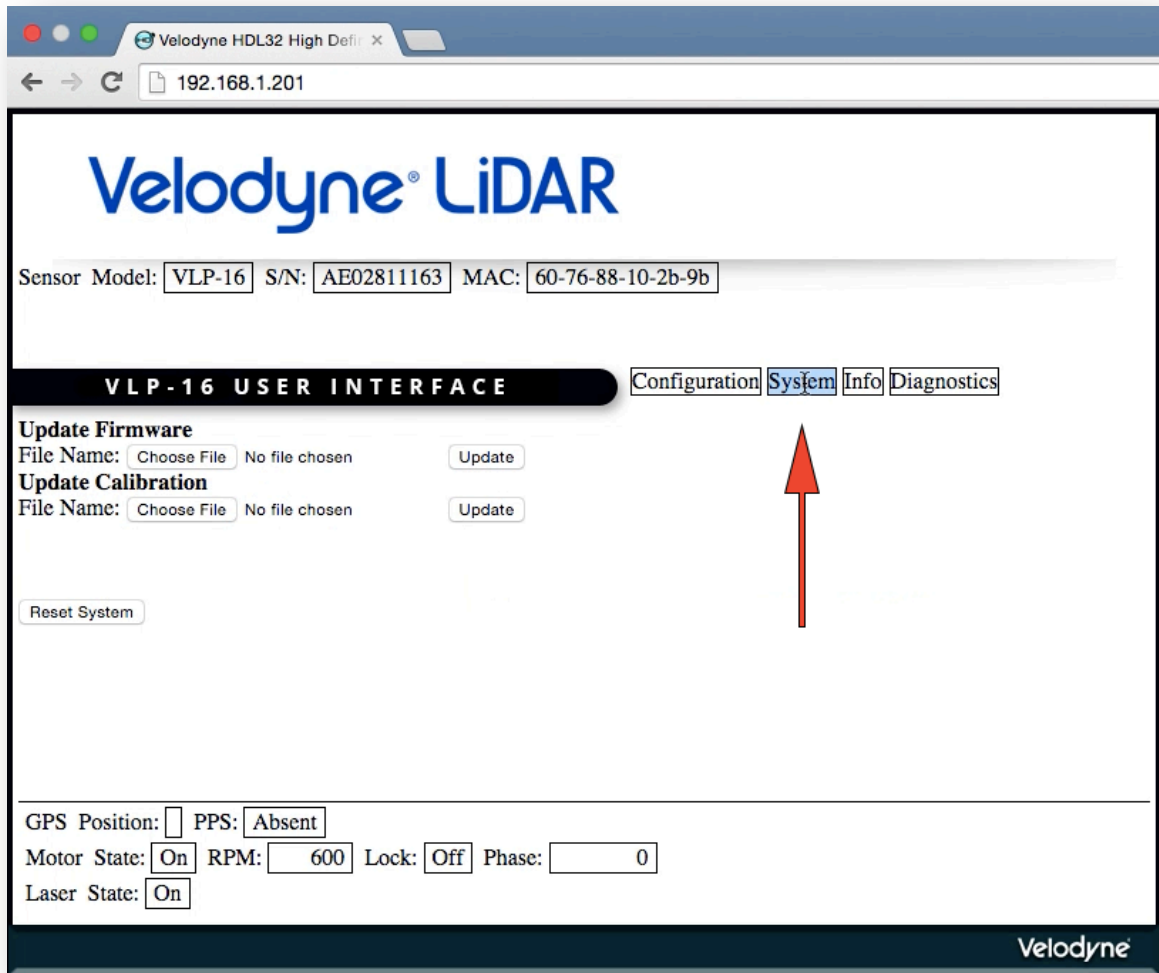 Velodyne HDL32 High Defi
192.168.1.201
Velodyne® LiDAR
Sensor Model: VLP-16 S/N: AE02811163 MAC: 60-76-88-10-2b-9b
VLP-16 USER INTERFACE
Configuration System Info Diagnostics
Update Firmware
File Name: Choose File No file chosen Update
Update Calibration
File Name: Choose File No file chosen Update
Reset System
GPS Position: PPS: Absent
Motor State: On RPM: 600 Lock: Off Phase: 0
Laser State: On
Velodyne